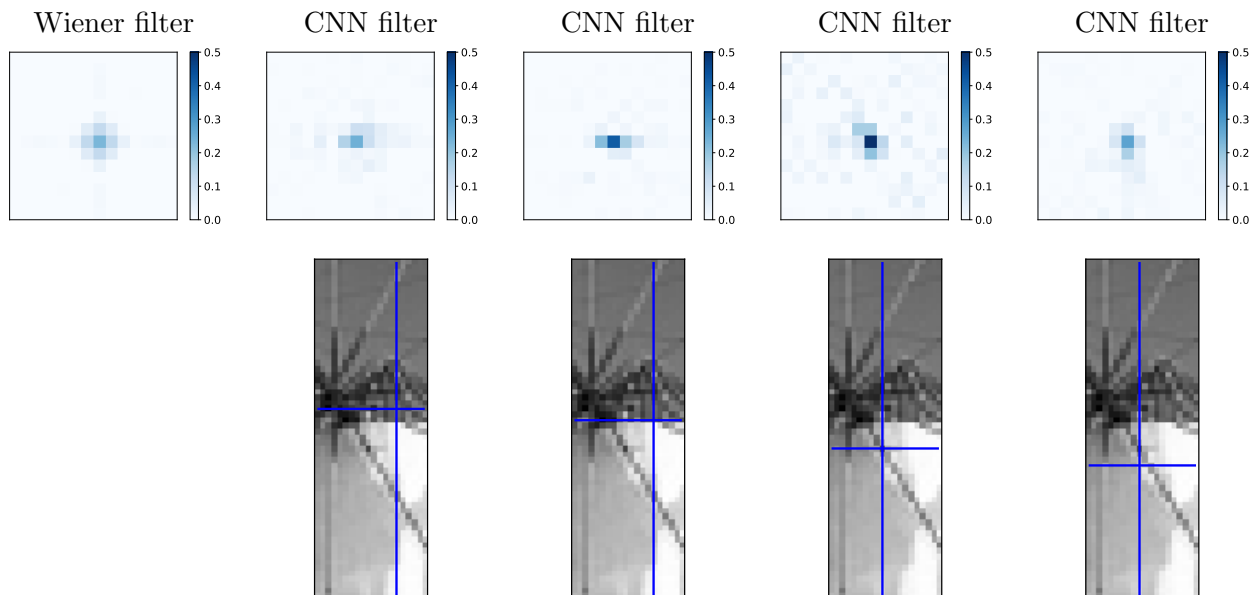 Wiener filter CNN filter CNN filter CNN filter CNN filter
0.5 0.5 0.5 0.5 0.5
0.4 0.4 0.4 0.4 0.4
0.3 0.3 0.3 0.3 0.3
0.2 0.2 0.2 0.2 0.2
0.1 0.1 0.1 0.1 0.1
0.0 0.0 0.0 0.0 0.0